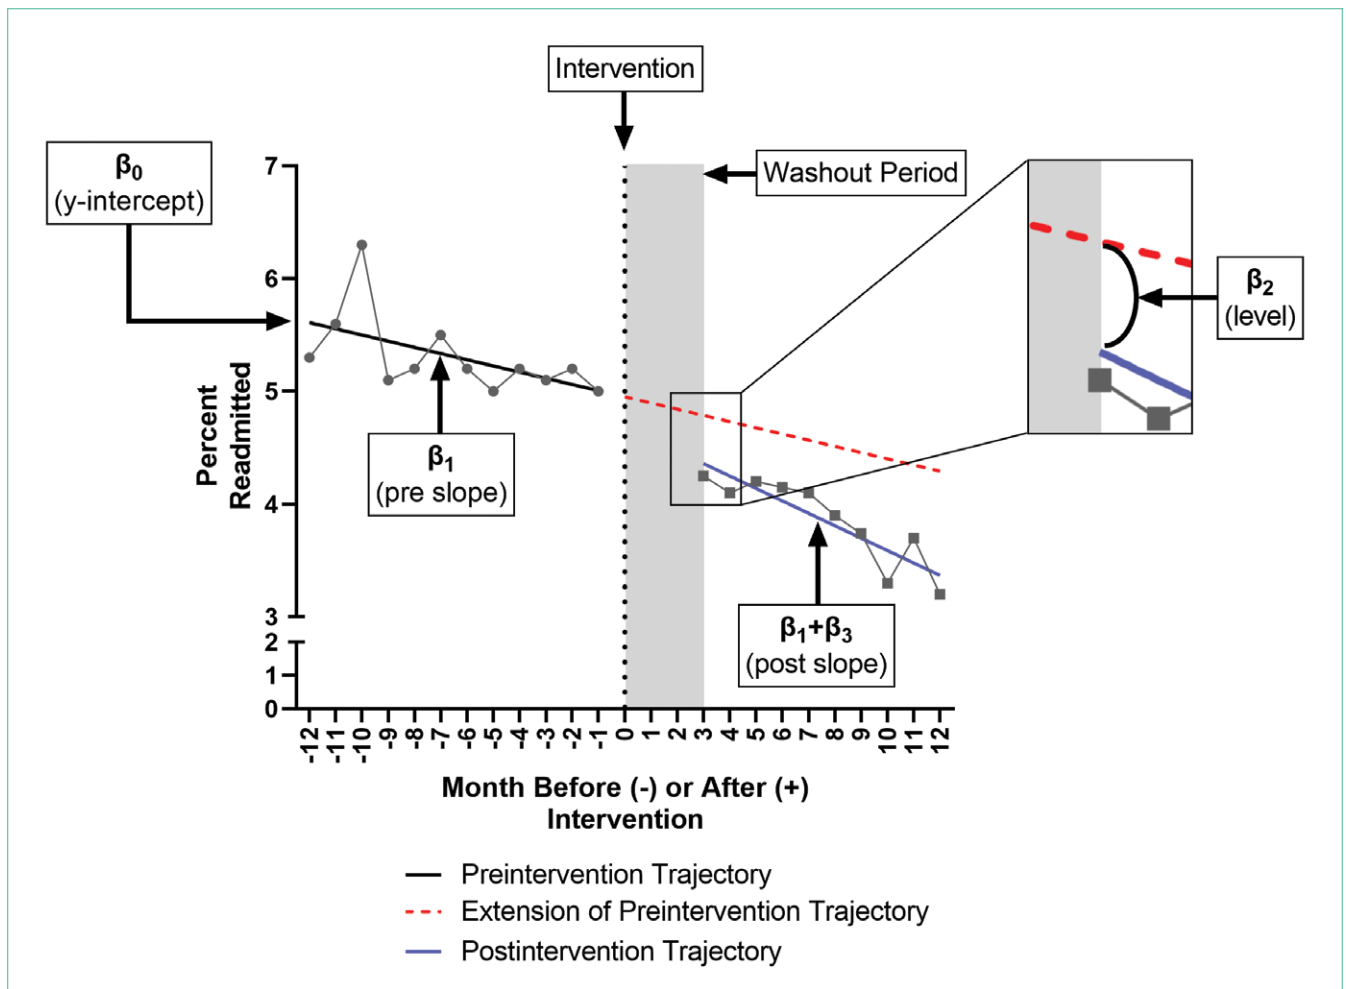 Intervention
β0
(y-intercept)
Washout Period
7
6
5
4
3
2
1
0
Percent
Readmitted
β1
(pre slope)
β2
(level)
β1+β3
(post slope)
-12
-11
-10
-9
-8
-7
-6
-5
-4
-3
-2
-1
0
1
2
3
4
5
6
7
8
9
10
11
12
Month Before (-) or After (+)
Intervention
Preintervention Trajectory
Extension of Preintervention Trajectory
Postintervention Trajectory